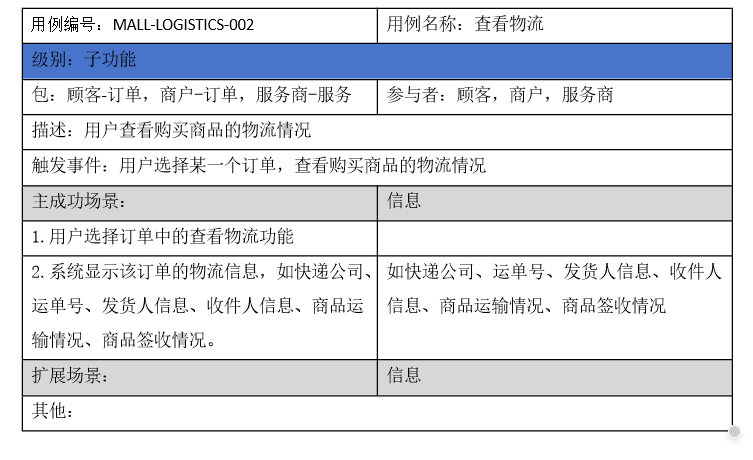 用例编号：MALL-LOGISTICS-002
用例名称：查看物流
级别：子功能
包：顾客-订单，商户-订单，服务商-服务
参与者：顾客，商户，服务商
描述：用户查看购买商品的物流情况
触发事件：用户选择某一个订单，查看购买商品的物流情况
主成功场景：
信息
1.用户选择订单中的查看物流功能
2.系统显示该订单的物流信息，如快递公司、
运单号、发货人信息、收件人信息、商品运
输情况、商品签收情况。
如快递公司、运单号、发货人信息、收件人
信息、商品运输情况、商品签收情况
扩展场景：
信息
其他：